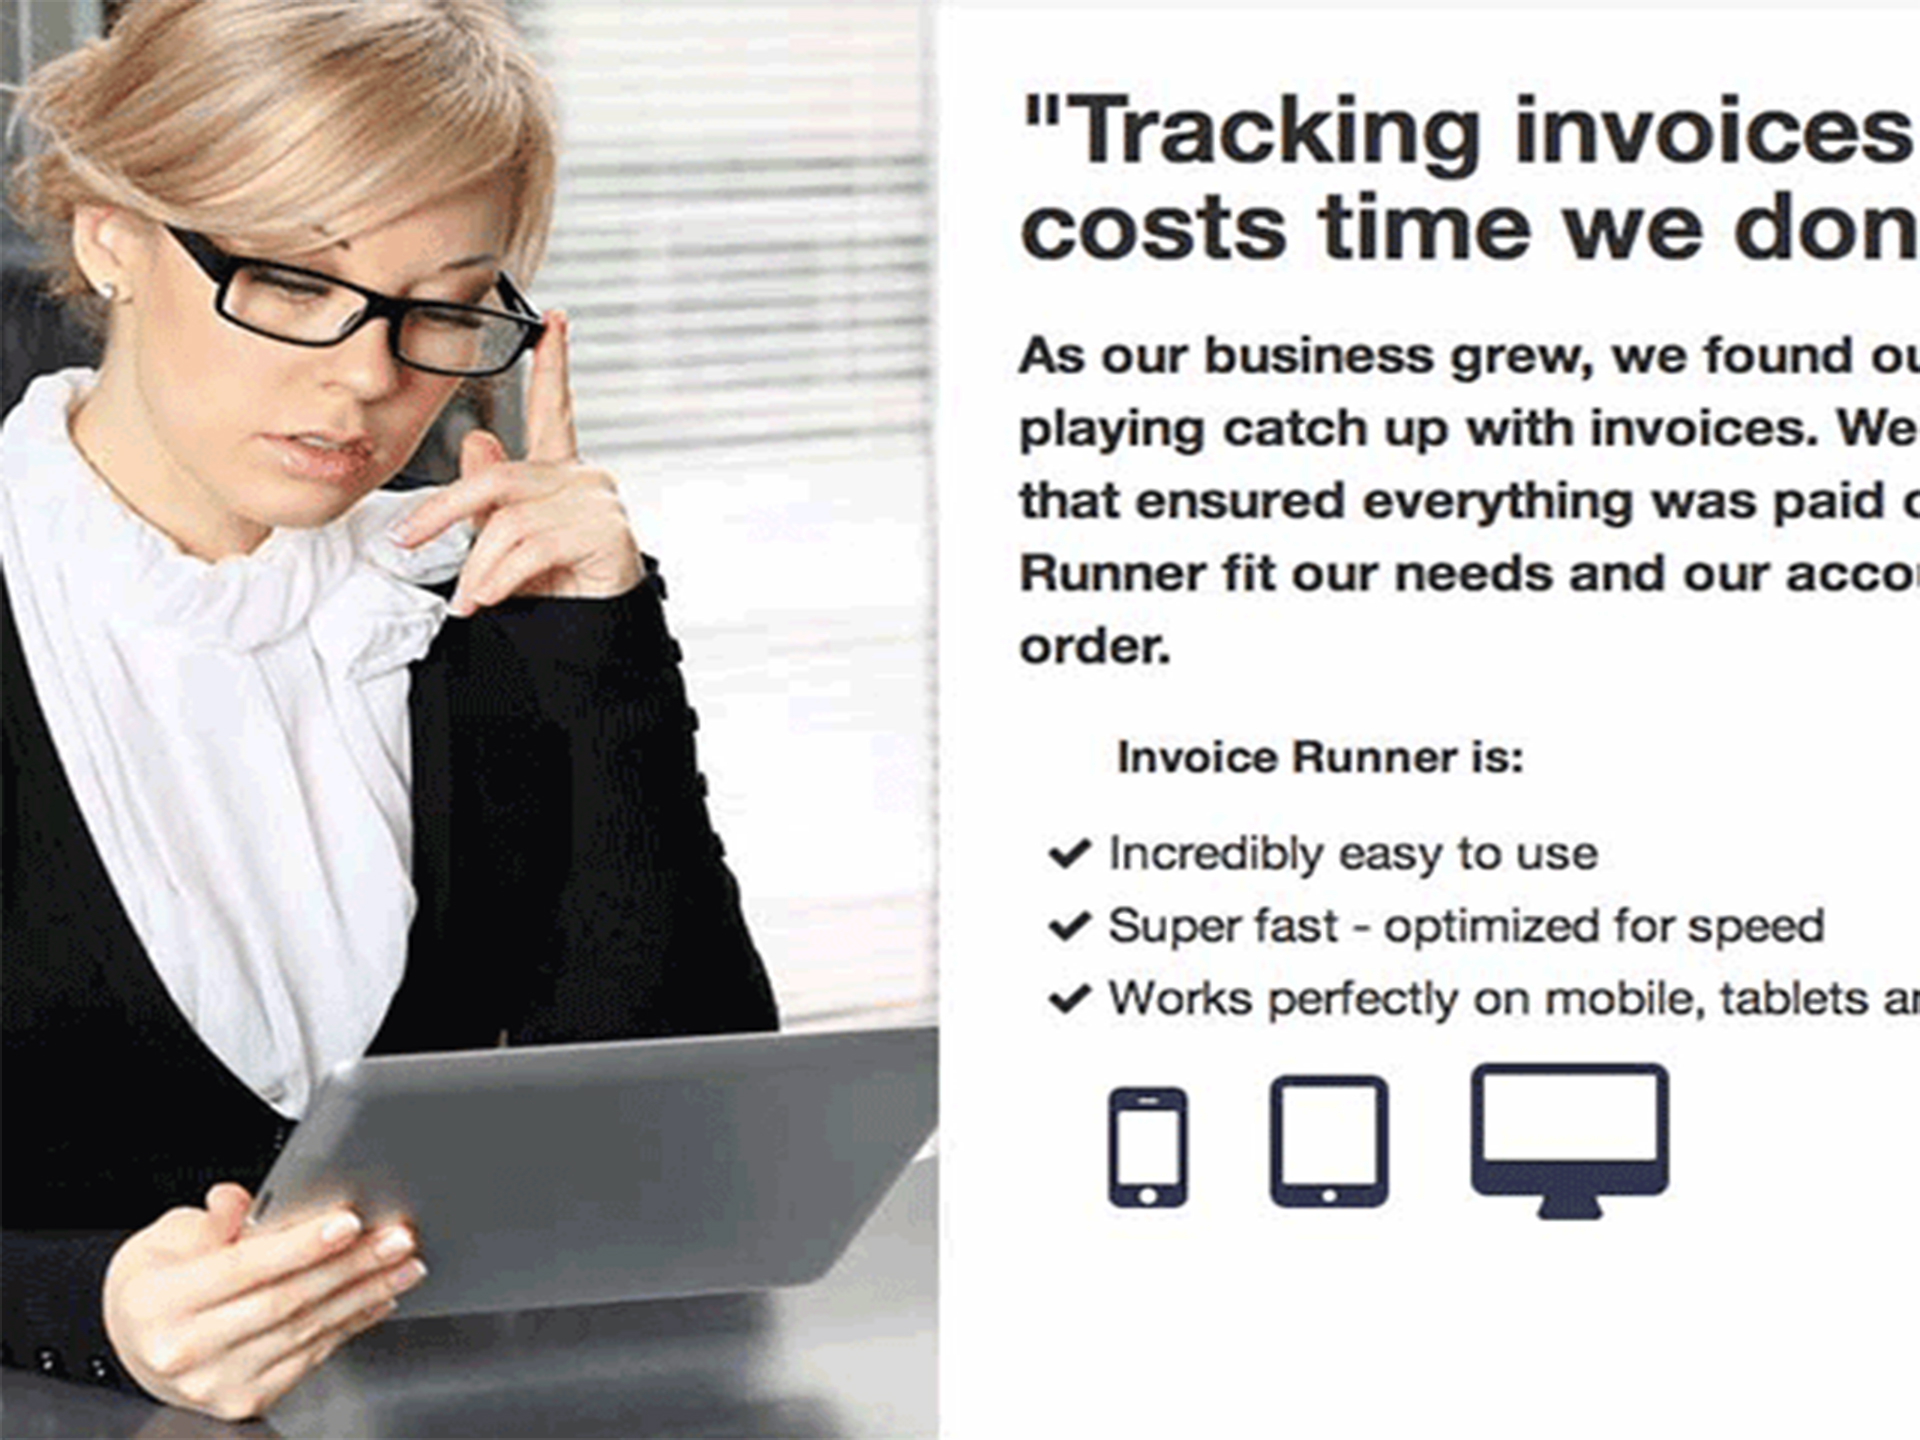 "Tracking invoices
costs time we don
As our business grew, we found ou
playing catch up with invoices. We
that ensured everything was paid o
Runner fit our needs and our acco
order.
Invoice Runner is:
Incredibly easy to use
Super fast - optimized for speed
Works perfectly on mobile, tablets an